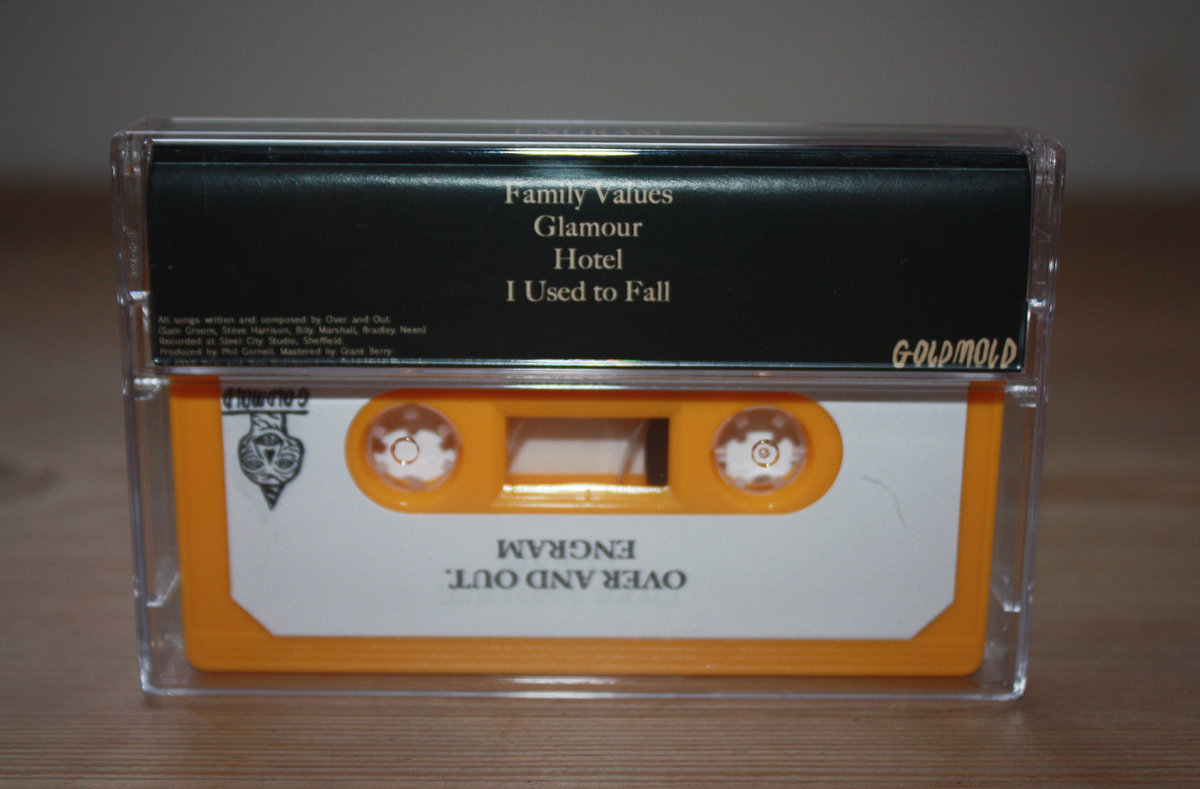 Family Values
Glamour
Hotel
I Used to Fall
All songs written and composed by Over and Out.
(Sam Groom, Steve Harrison, Billy Marshall, Bradley Neen)
Recorded at Steel City Studio, Sheffield.
Produced by Phil Gornell. Mastered by Grant Berry.
GOLDMOLD
GOLDMOLD
OVER AND OUT.
ENGRAM